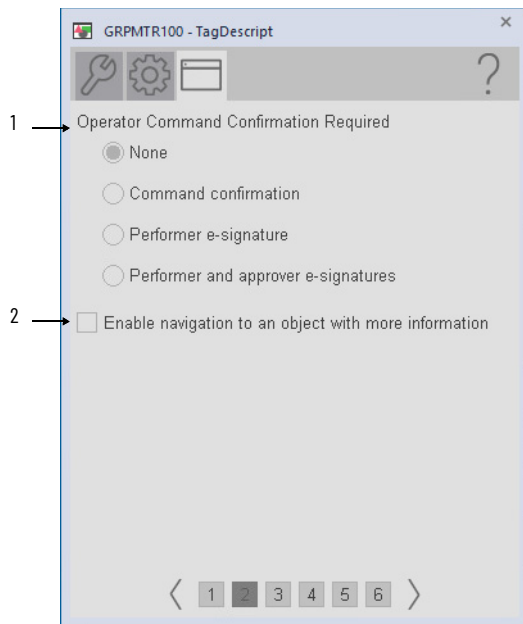 GRPMTR100 - TagDescript
?
1
Operator Command Confirmation Required
None
Command confirmation
Performer e-signature
Performer and approver e-signatures
2
Enable navigation to an object with more information
1 2 3 4 5 6